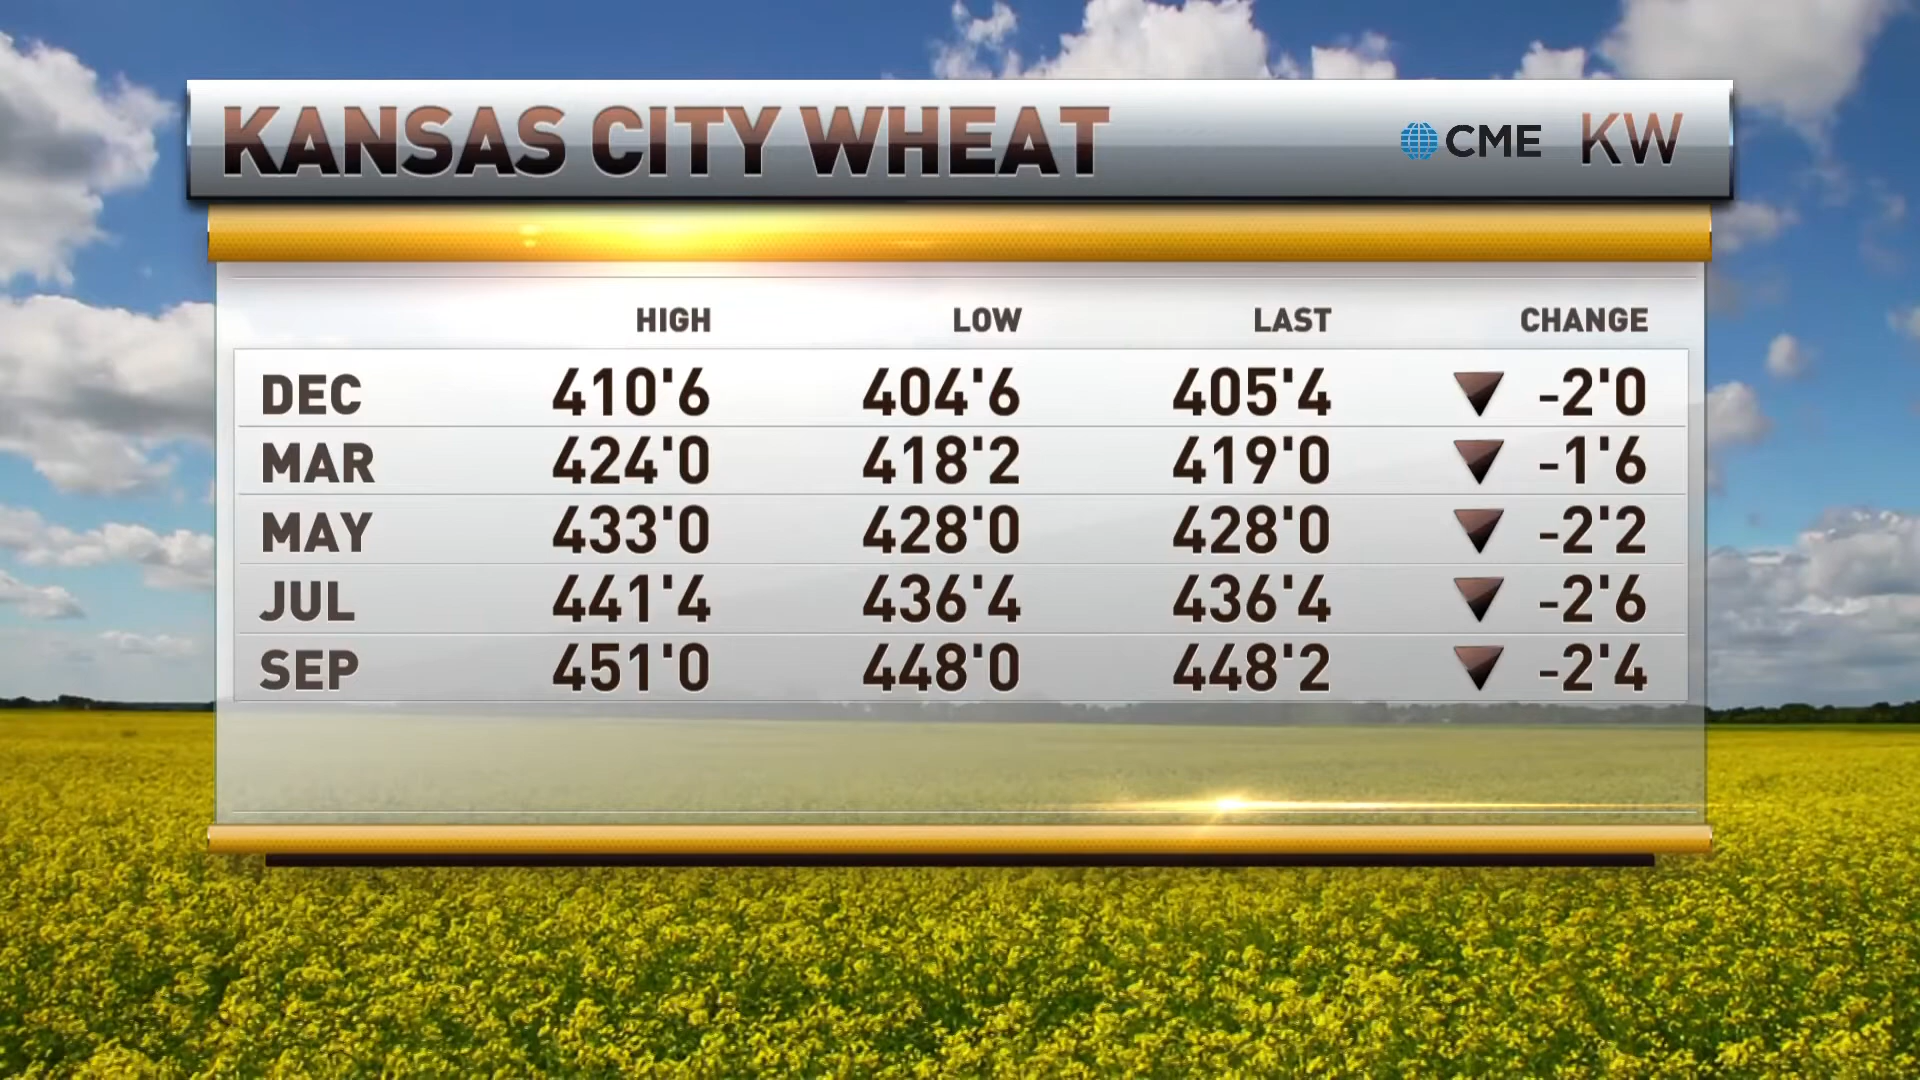 KANSAS CITY WHEAT CME KW
HIGH LOW LAST CHANGE
DEC 410'6 404'6 405'4 -2'0
MAR 424'0 418'2 419'0 -1'6
MAY 433'0 428'0 428'0 -2'2
JUL 441'4 436'4 436'4 -2'6
SEP 451'0 448'0 448'2 -2'4